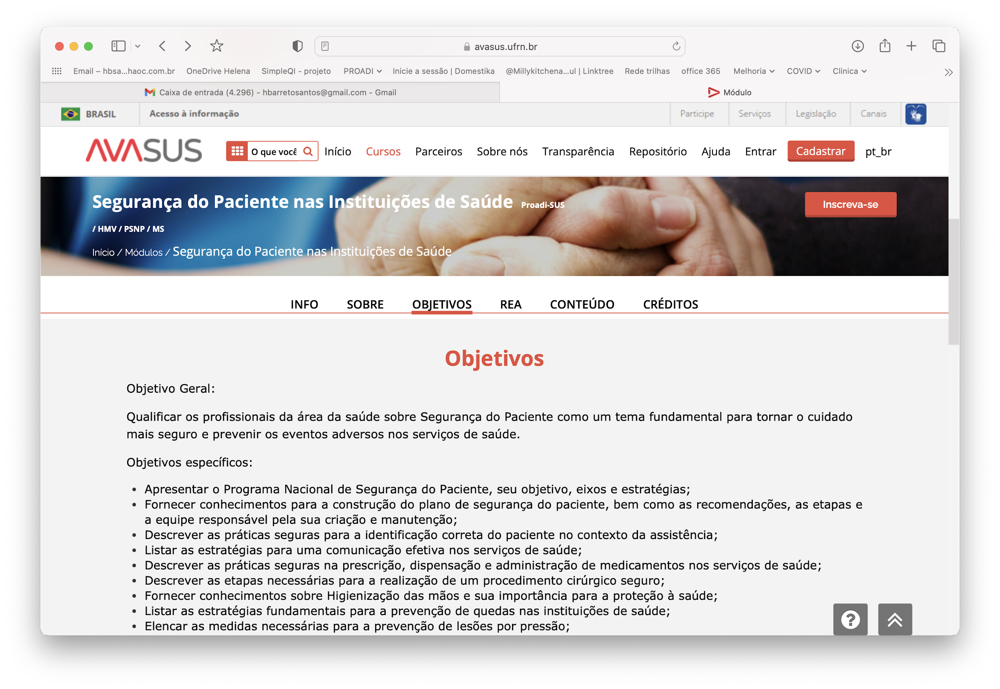 avasus.ufrn.br
Email – hbsa...haoc.com.br OneDrive Helena SimpleQI - projeto PROADI Inicie a sessão | Domestika @Millykitchena...ul | Linktree Rede trilhas office 365 Melhoria COVID Clinica
Caixa de entrada (4.296) - hbarretosantos@gmail.com - Gmail Módulo
BRASIL Acesso à informação Participe Serviços Legislação Canais
AVASUS O que você Início Cursos Parceiros Sobre nós Transparência Repositório Ajuda Entrar Cadastrar pt_br
Segurança do Paciente nas Instituições de Saúde Proadi-SUS
Inscreva-se
/ HMV / PSNP / MS
Início / Módulos / Segurança do Paciente nas Instituições de Saúde
INFO SOBRE OBJETIVOS REA CONTEÚDO CRÉDITOS
Objetivos
Objetivo Geral:
Qualificar os profissionais da área da saúde sobre Segurança do Paciente como um tema fundamental para tornar o cuidado
mais seguro e prevenir os eventos adversos nos serviços de saúde.
Objetivos específicos:
• Apresentar o Programa Nacional de Segurança do Paciente, seu objetivo, eixos e estratégias;
• Fornecer conhecimentos para a construção do plano de segurança do paciente, bem como as recomendações, as etapas e
a equipe responsável pela sua criação e manutenção;
• Descrever as práticas seguras para a identificação correta do paciente no contexto da assistência;
• Listar as estratégias para uma comunicação efetiva nos serviços de saúde;
• Descrever as práticas seguras na prescrição, dispensação e administração de medicamentos nos serviços de saúde;
• Descrever as etapas necessárias para a realização de um procedimento cirúrgico seguro;
• Fornecer conhecimentos sobre Higienização das mãos e sua importância para a proteção à saúde;
• Listar as estratégias fundamentais para a prevenção de quedas nas instituições de saúde;
• Elencar as medidas necessárias para a prevenção de lesões por pressão;